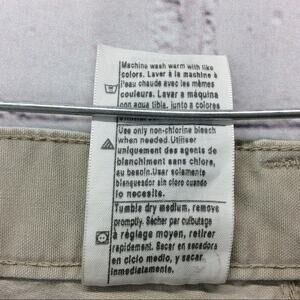 Machine wash warm with like
colors. Laver à la machine à
l'eau chaude avec les mêmes
couleurs. Lavar a máquina
con agua tibia, junto a colores
Use only non-chlorine bleach
when needed.Utiliser
uniquement des agents de
blanchiment sans chlore,
au besoin.Usar solamente
blanqueador sin cloro cuando
lo necesite.
Tumble dry medium, remove
promptly. Sécher par culbutage
à réglage moyen, retirer
rapidement. Secar en secadora
en ciclo medio, y sacar
inmediatamente.